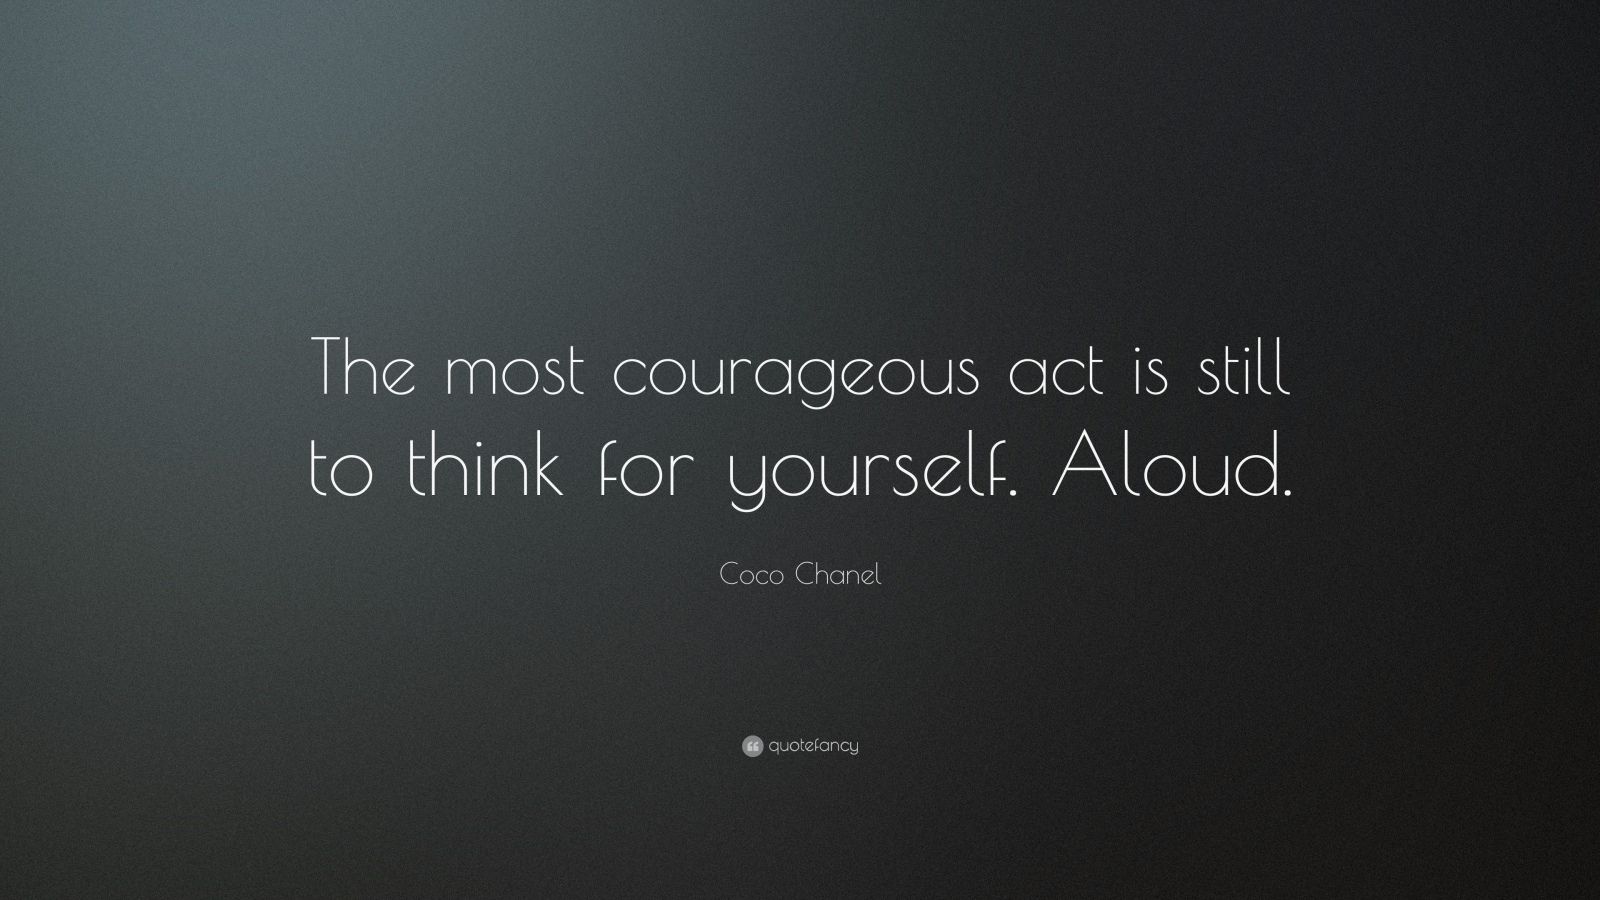 The most courageous act is still
to think for yourself. Aloud.
Coco Chanel
quotefancy